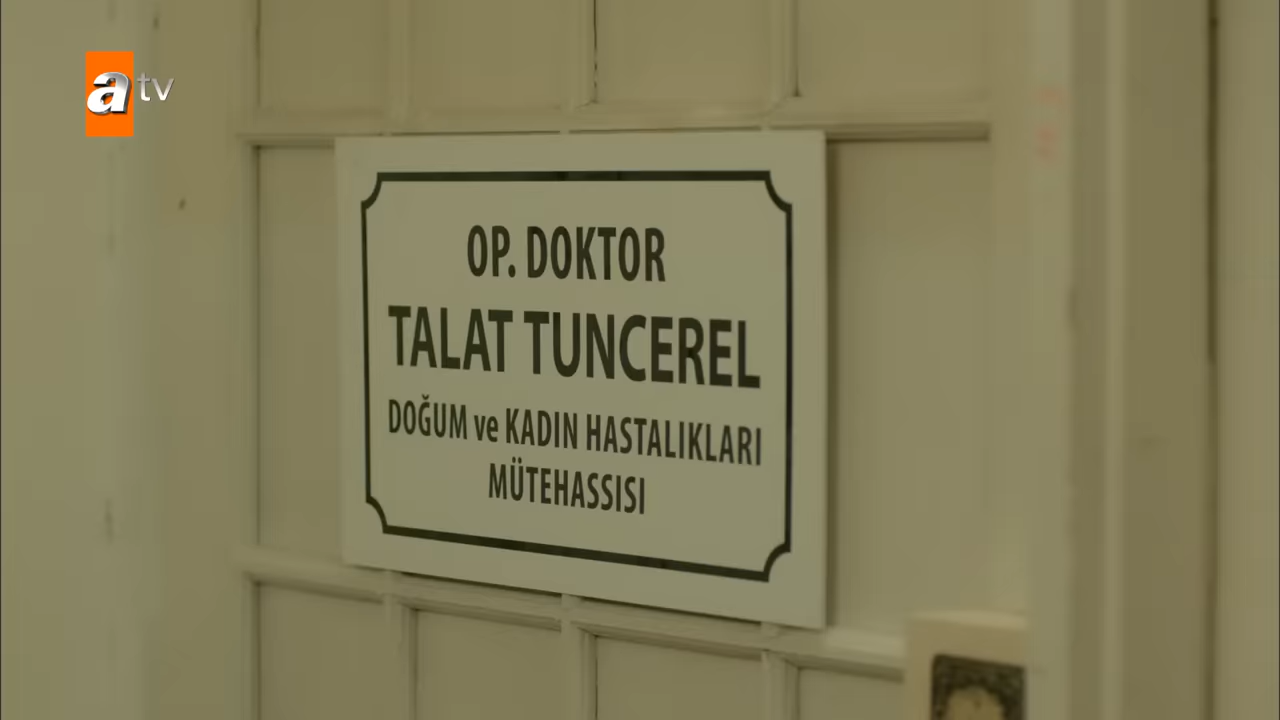 atv
OP. DOKTOR
TALAT TUNCEREL
DOĞUM ve KADIN HASTALIKLARI
MÜTEHASSISI